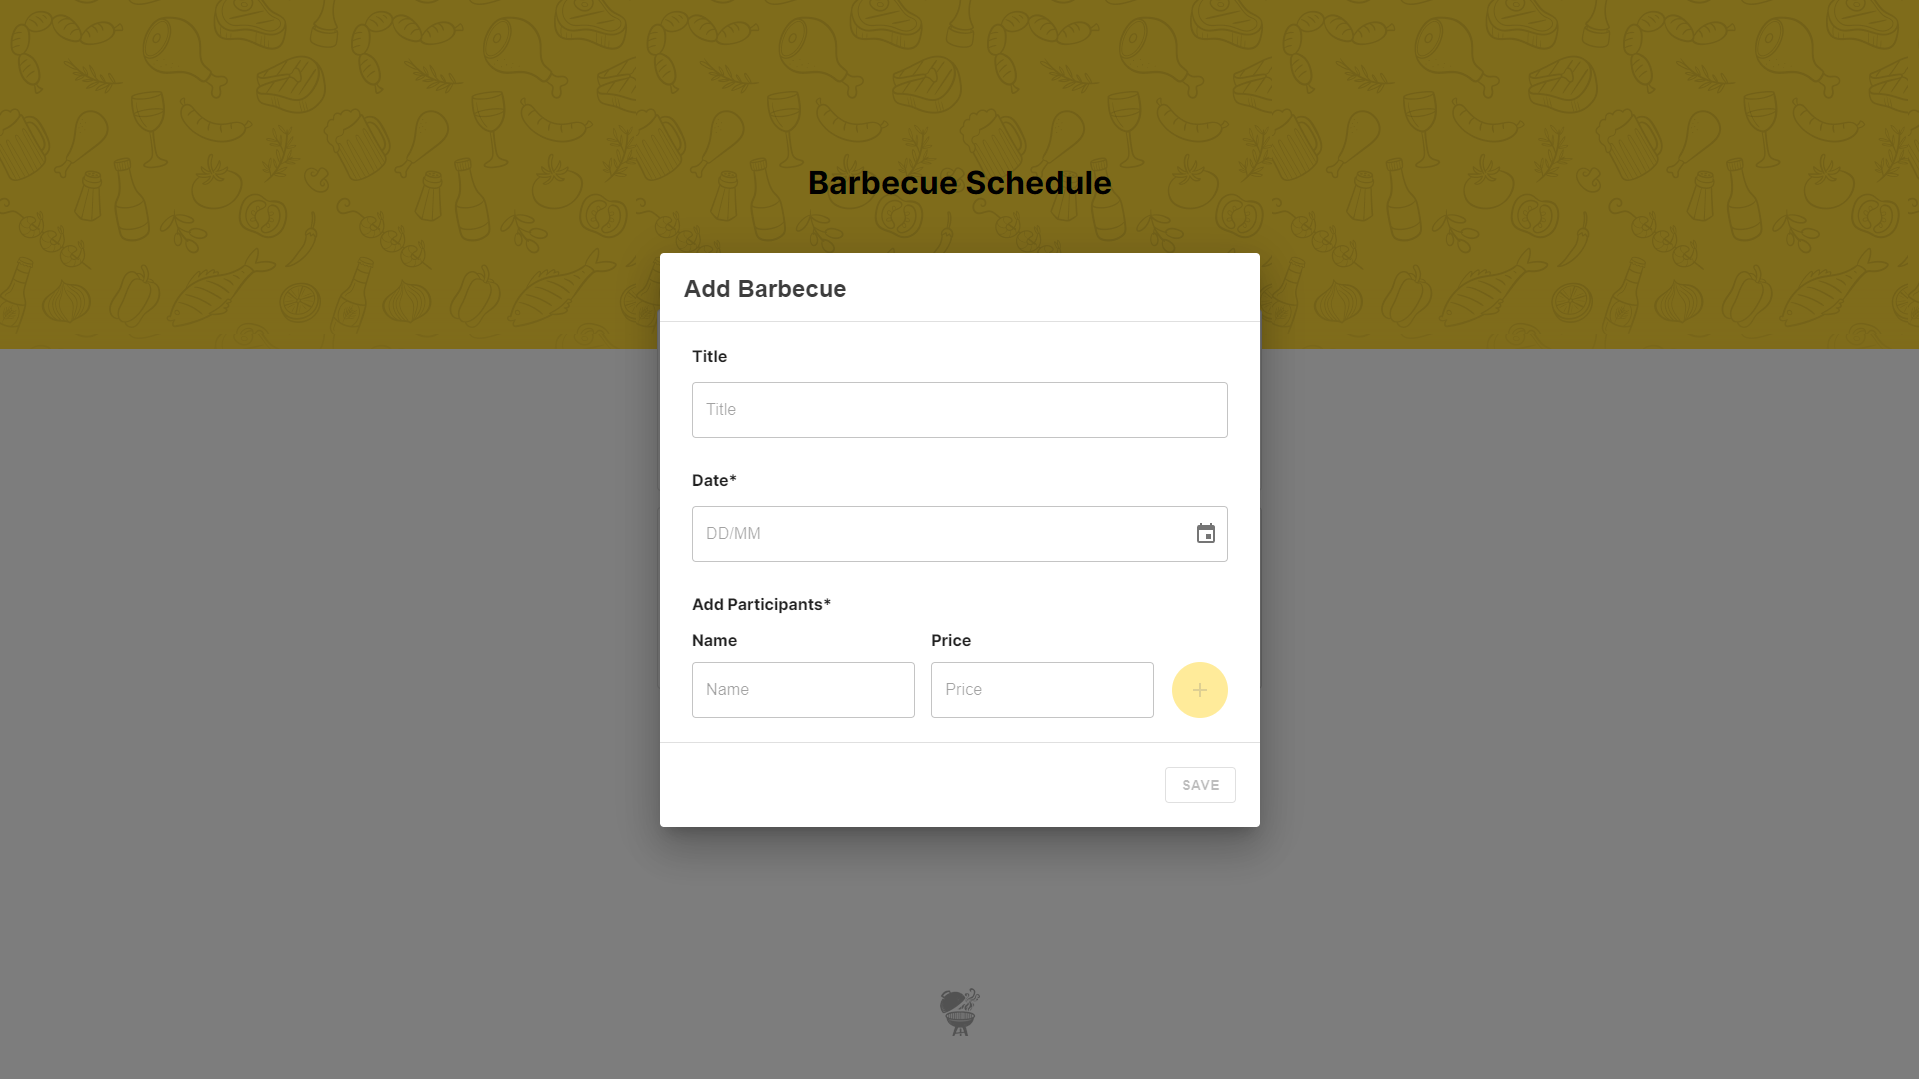 Barbecue Schedule
Add Barbecue
Title
Title
Date*
DD/MM
Add Participants*
Name Price
Name Price
SAVE